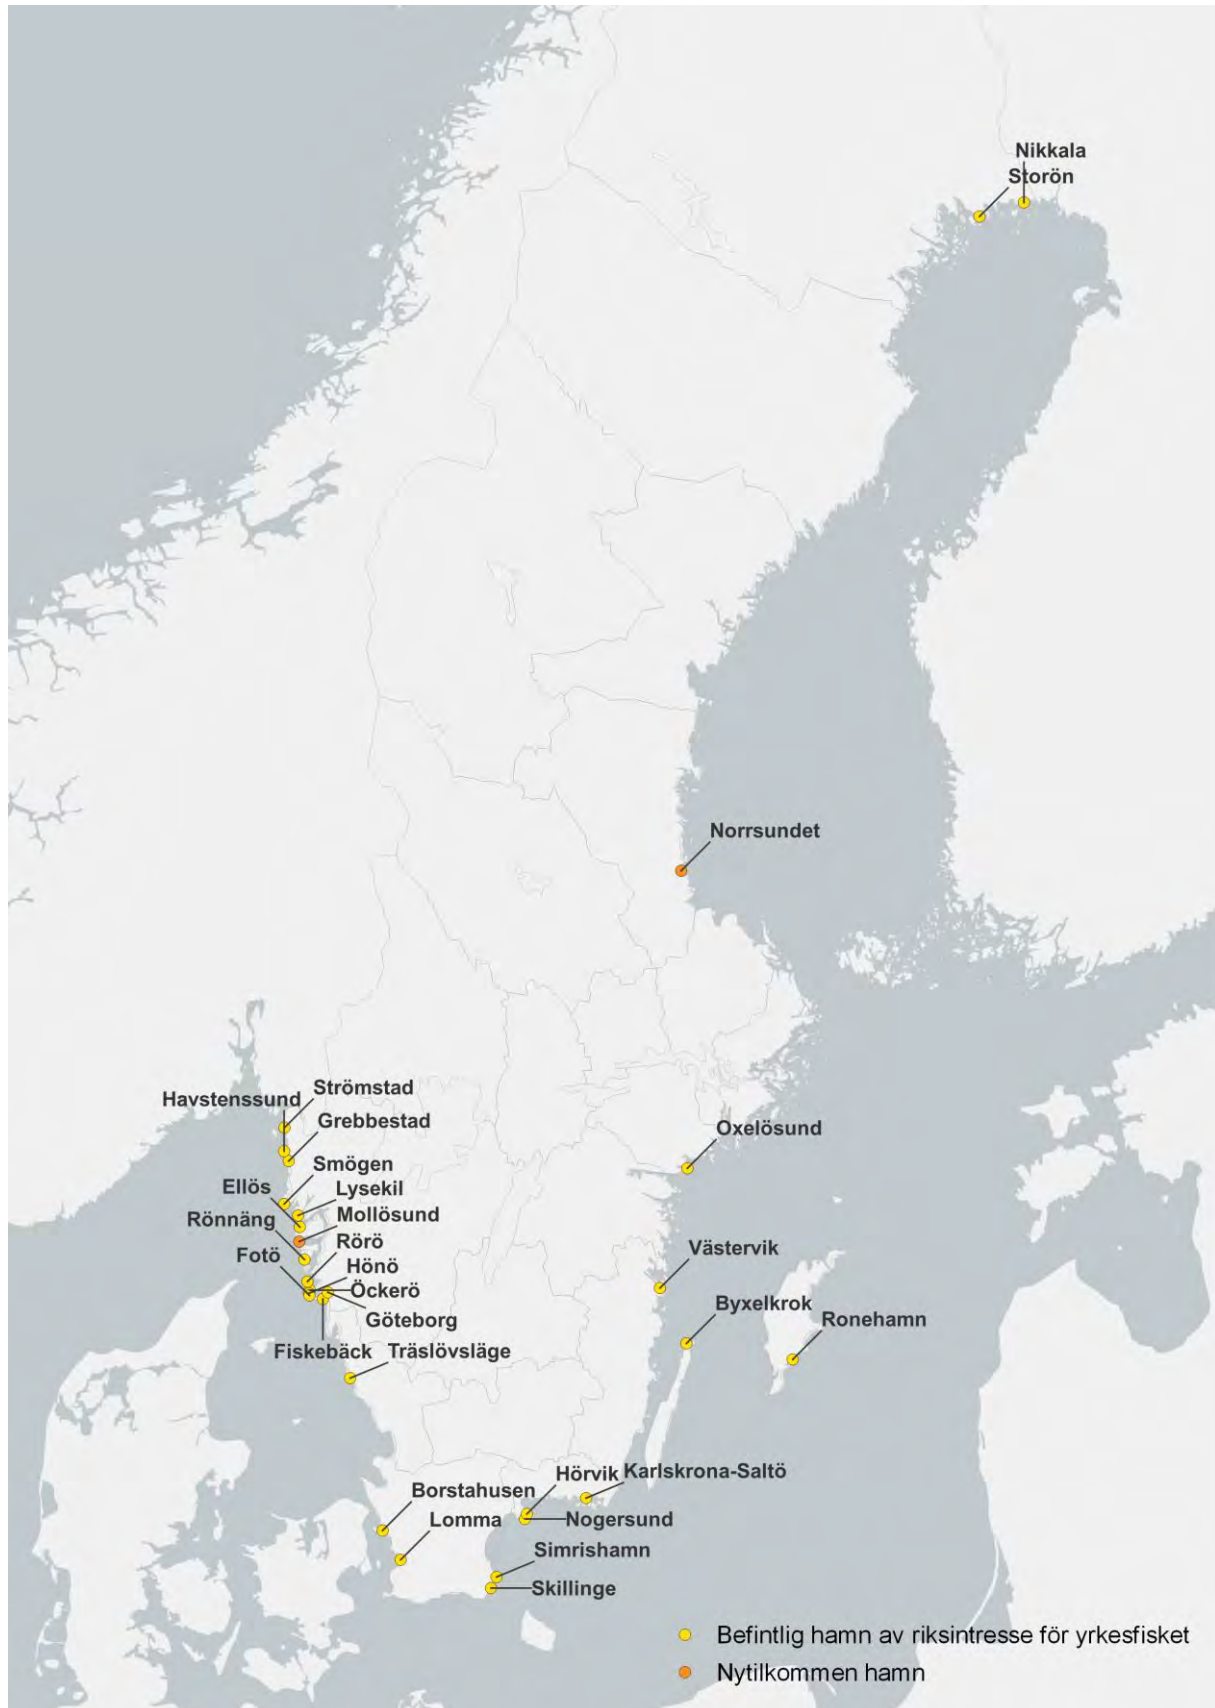 Nikkala
Storön
Norrsundet
Strömstad
Havstenssund
Grebbestad
Oxelösund
Smögen
Ellös
Lysekil
Mollösund
Rönnäng
Rörö
Västervik
Fotö
Hönö
Öckerö
Byxelkrok
Göteborg
Ronehamn
Fiskebäck
Träslövsläge
Hörvik
Karlskrona-Saltö
Borstahusen
Lomma
Nogersund
Simrishamn
Skillinge
Befintlig hamn av riksintresse för yrkesfisket
Nytilkommen hamn